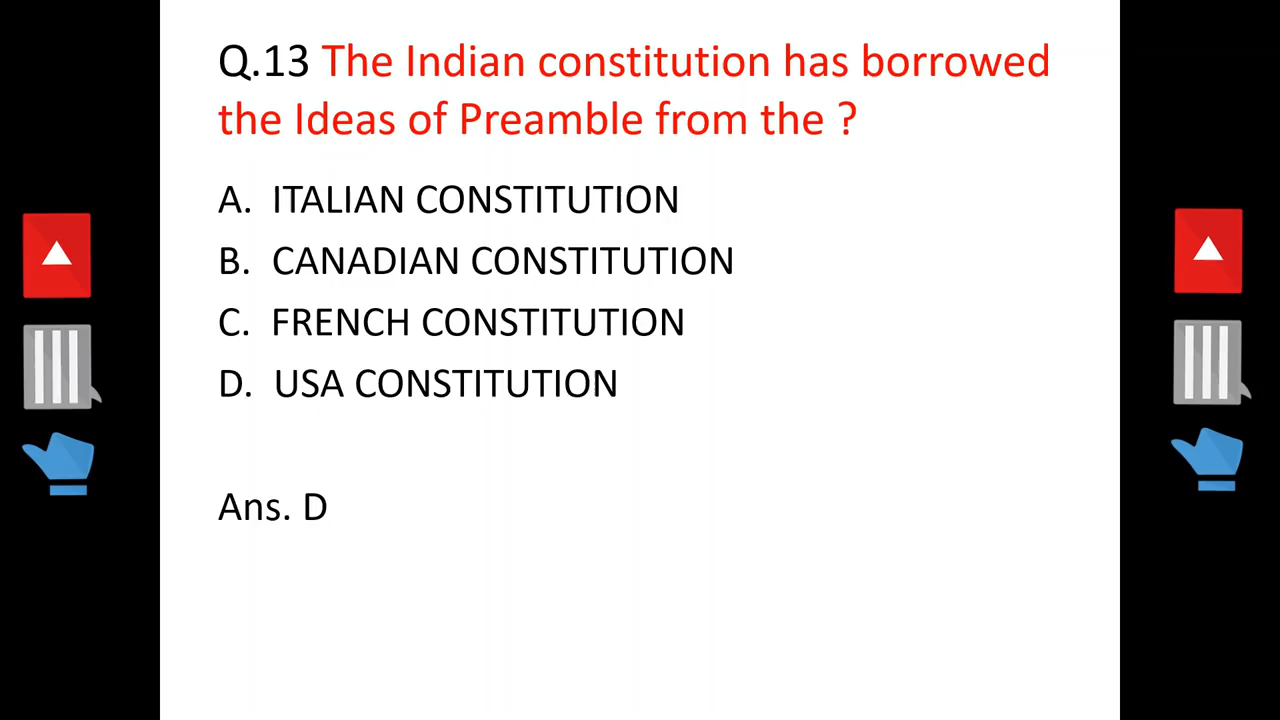 Q.13 The Indian constitution has borrowed
the Ideas of Preamble from the ?
A. ITALIAN CONSTITUTION
B. CANADIAN CONSTITUTION
C. FRENCH CONSTITUTION
D. USA CONSTITUTION
Ans. D